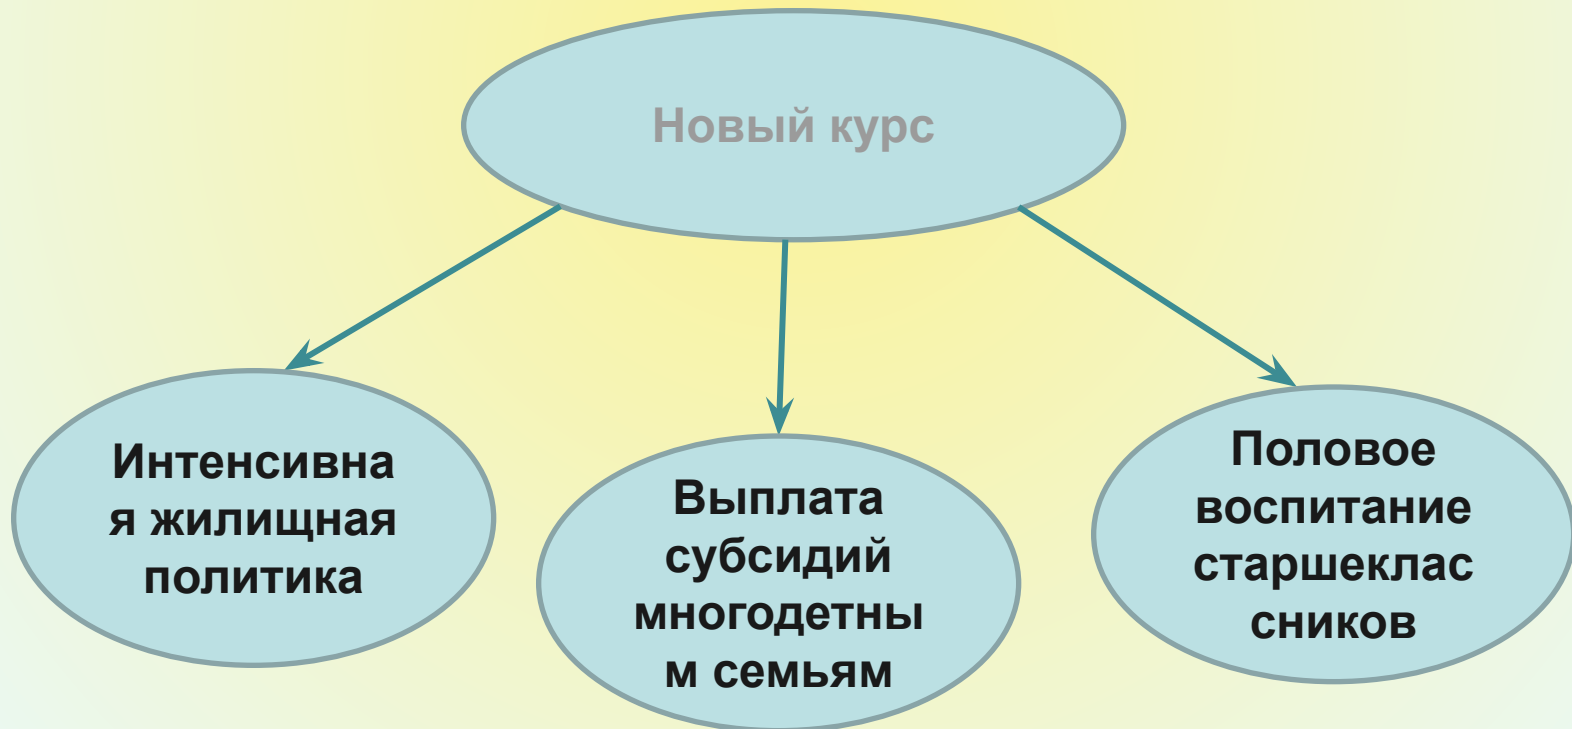 Новый курс
Интенсивна
я жилищная
политика
Выплата
субсидий
многодетны
м семьям
Половое
воспитание
старшеклас
сников